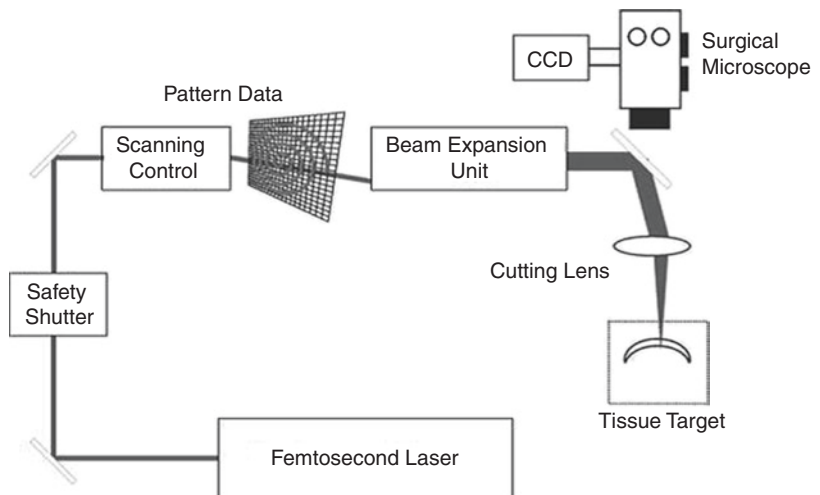 Surgical
Microscope
CCD
Pattern Data
Scanning
Control
Beam Expansion
Unit
Cutting Lens
Safety
Shutter
Tissue Target
Femtosecond Laser